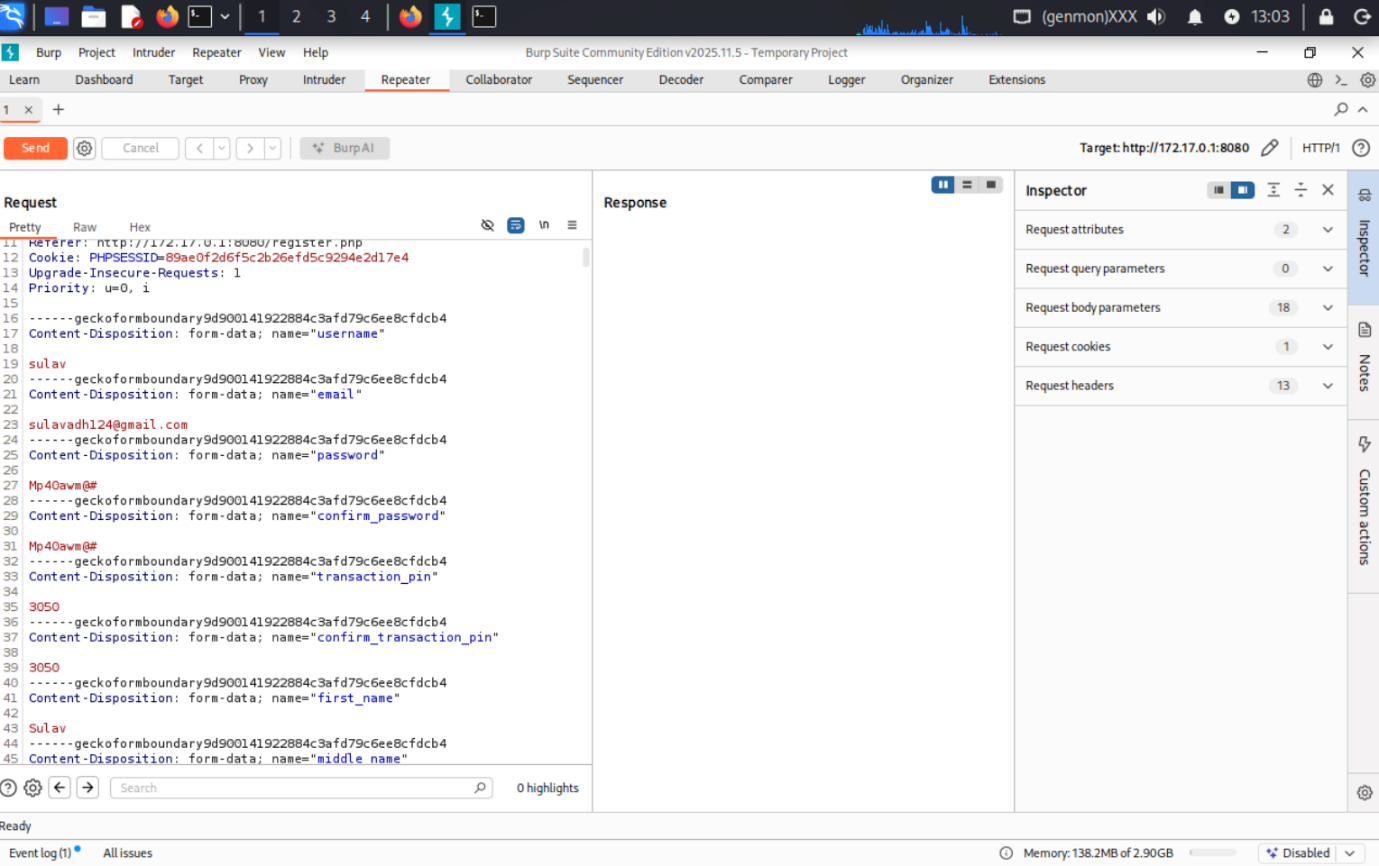 1 2 3 4 (genmon)XXX 13:03
Burp Project Intruder Repeater View Help Burp Suite Community Edition v2025.11.5 - Temporary Project
Learn Dashboard Target Proxy Intruder Repeater Collaborator Sequencer Decoder Comparer Logger Organizer Extensions
1 × +
Send Cancel < > Burp AI Target: http://172.17.0.1:8080 HTTP/1
Request
Pretty Raw Hex \n
11 Referer: http://172.17.0.1:8080/register.php
12 Cookie: PHPSESSID=89ae0f2d6f5c2b26efd5c9294e2d17e4
13 Upgrade-Insecure-Requests: 1
14 Priority: u=0, i
15
16 ------geckoformboundary9d900141922884c3afd79c6ee8cfdcb4
17 Content-Disposition: form-data; name="username"
18
19 sulav
20 ------geckoformboundary9d900141922884c3afd79c6ee8cfdcb4
21 Content-Disposition: form-data; name="email"
22
23 sulavadh124@gmail.com
24 ------geckoformboundary9d900141922884c3afd79c6ee8cfdcb4
25 Content-Disposition: form-data; name="password"
26
27 Mp40awm@#
28 ------geckoformboundary9d900141922884c3afd79c6ee8cfdcb4
29 Content-Disposition: form-data; name="confirm_password"
30
31 Mp40awm@#
32 ------geckoformboundary9d900141922884c3afd79c6ee8cfdcb4
33 Content-Disposition: form-data; name="transaction_pin"
34
35 3050
36 ------geckoformboundary9d900141922884c3afd79c6ee8cfdcb4
37 Content-Disposition: form-data; name="confirm_transaction_pin"
38
39 3050
40 ------geckoformboundary9d900141922884c3afd79c6ee8cfdcb4
41 Content-Disposition: form-data; name="first_name"
42
43 Sulav
44 ------geckoformboundary9d900141922884c3afd79c6ee8cfdcb4
45 Content-Disposition: form-data; name="middle_name"
Search 0 highlights
Response
Inspector
Request attributes 2
Request query parameters 0
Request body parameters 18
Request cookies 1
Request headers 13
Inspector
Notes
Custom actions
Ready
Event log (1) All issues Memory: 138.2MB of 2.90GB Disabled